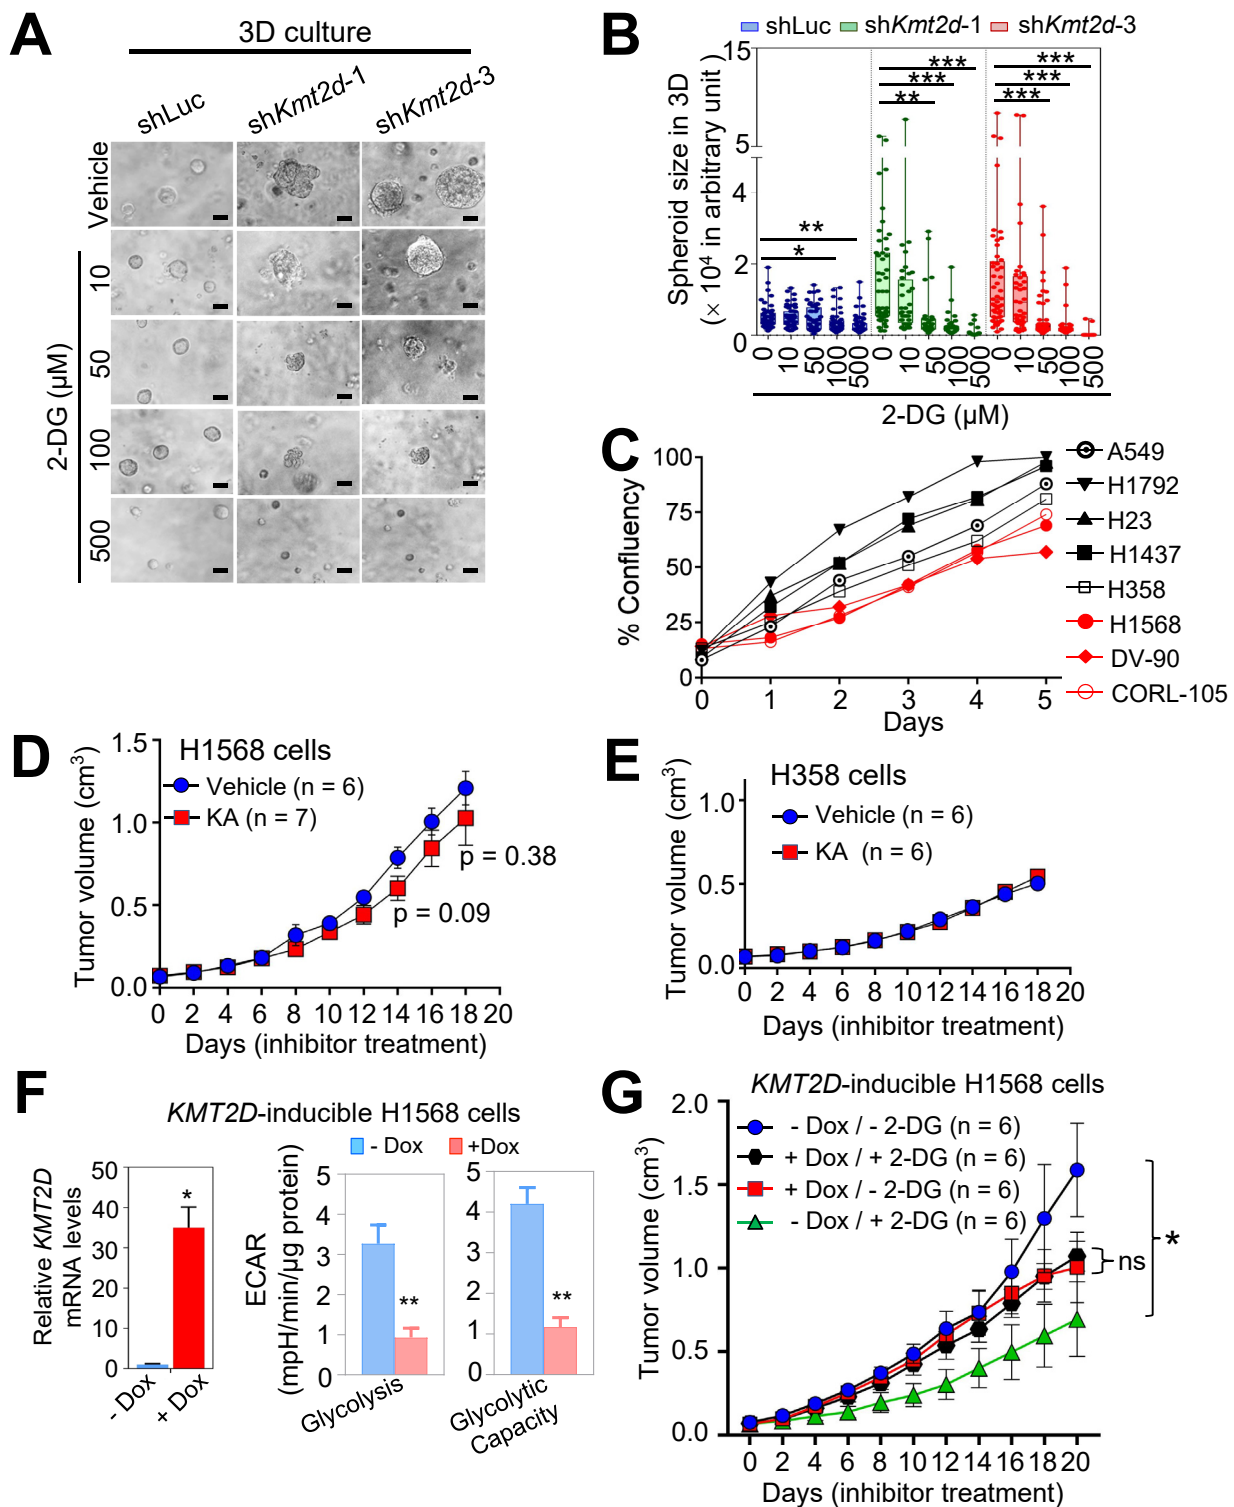 A
3D culture
shLuc
shKmt2d-1
shKmt2d-3
Vehicle
10
50
100
500
2-DG (µM)
B
shLuc
shKmt2d-1
shKmt2d-3
Spheroid size in 3D
(× 10⁴ in arbitrary unit )
15
5
4
2
0
**
*
***
***
**
***
***
***
0 10 50 100 500
0 10 50 100 500
0 10 50 100 500
2-DG (µM)
C
% Confluency
100
75
50
25
0
0 1 2 3 4 5
Days
A549
H1792
H23
H1437
H358
H1568
DV-90
CORL-105
D
H1568 cells
Vehicle (n = 6)
KA (n = 7)
Tumor volume (cm³)
1.5
1.0
0.5
0.0
p = 0.38
p = 0.09
0 2 4 6 8 10 12 14 16 18 20
Days (inhibitor treatment)
E
H358 cells
Vehicle (n = 6)
KA (n = 6)
Tumor volume (cm³)
1.0
0.5
0.0
0 2 4 6 8 10 12 14 16 18 20
Days (inhibitor treatment)
F
KMT2D-inducible H1568 cells
- Dox
+Dox
Relative KMT2D
mRNA levels
50
40
30
20
10
0
*
- Dox
+ Dox
ECAR
(mpH/min/µg protein)
5
4
3
2
1
0
**
Glycolysis
5
4
3
2
1
0
**
Glycolytic
Capacity
G
KMT2D-inducible H1568 cells
- Dox / - 2-DG (n = 6)
+ Dox / + 2-DG (n = 6)
+ Dox / - 2-DG (n = 6)
- Dox / + 2-DG (n = 6)
Tumor volume (cm³)
2.0
1.5
1.0
0.5
0.0
ns
*
0 2 4 6 8 10 12 14 16 18 20
Days (inhibitor treatment)